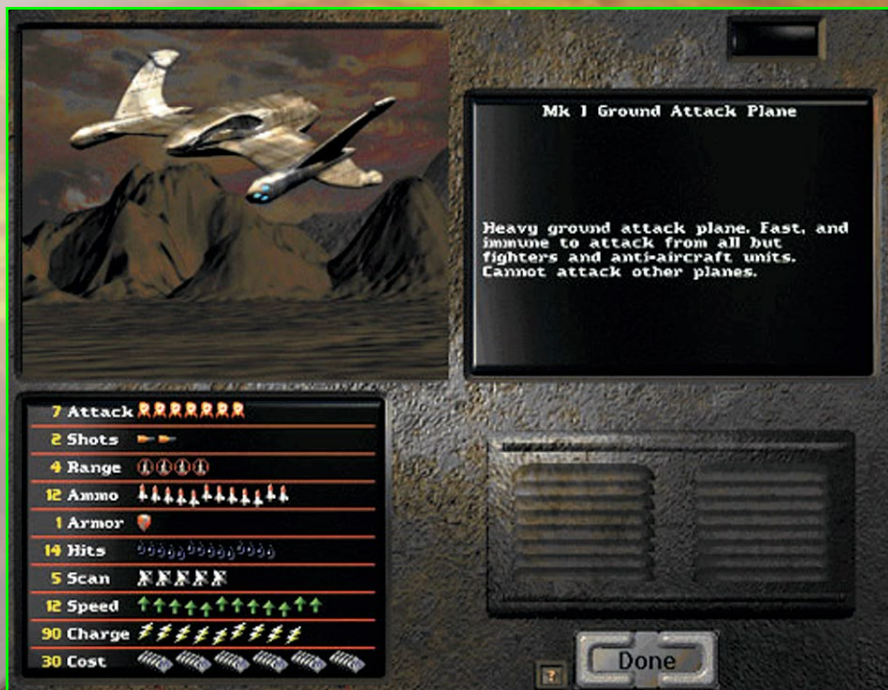 Mk I Ground Attack Plane
Heavy ground attack plane. Fast, and
immune to attack from all but
fighters and anti-aircraft units.
Cannot attack other planes.
7 Attack
2 Shots
4 Range
12 Ammo
1 Armor
14 Hits
5 Scan
12 Speed
90 Charge
30 Cost
? Done